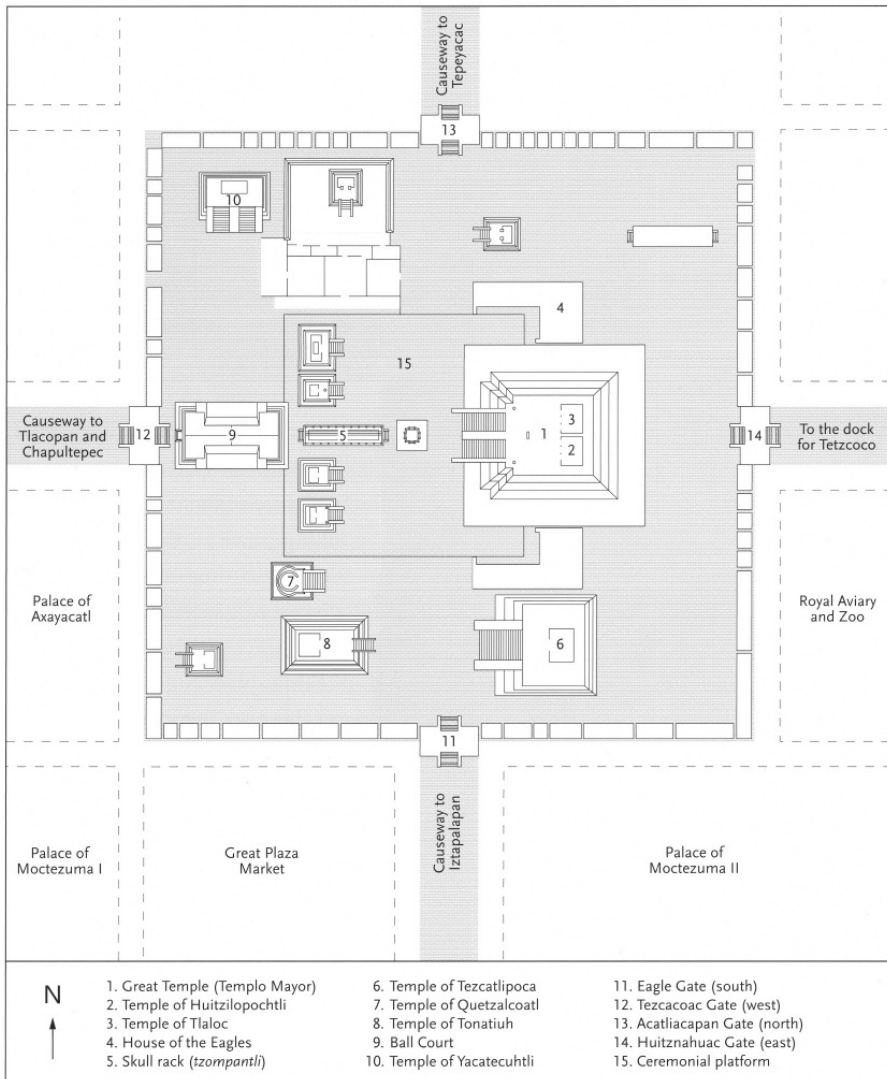 Causeway to
Tepeyacac
13
10
4
15
Causeway to
Tlacopan and
Chapultepec
12
9
5
1
3
2
14
To the dock
for Tetzcoco
7
Palace of
Axayacatl
8
6
Royal Aviary
and Zoo
11
Palace of
Moctezuma I
Great Plaza
Market
Causeway to
Iztapalapan
Palace of
Moctezuma II
N
1. Great Temple (Templo Mayor)
2. Temple of Huitzilopochtli
3. Temple of Tlaloc
4. House of the Eagles
5. Skull rack (tzompantli)
6. Temple of Tezcatlipoca
7. Temple of Quetzalcoatl
8. Temple of Tonatiuh
9. Ball Court
10. Temple of Yacatecuhtli
11. Eagle Gate (south)
12. Tezcacoac Gate (west)
13. Acatliacapan Gate (north)
14. Huitznahuac Gate (east)
15. Ceremonial platform